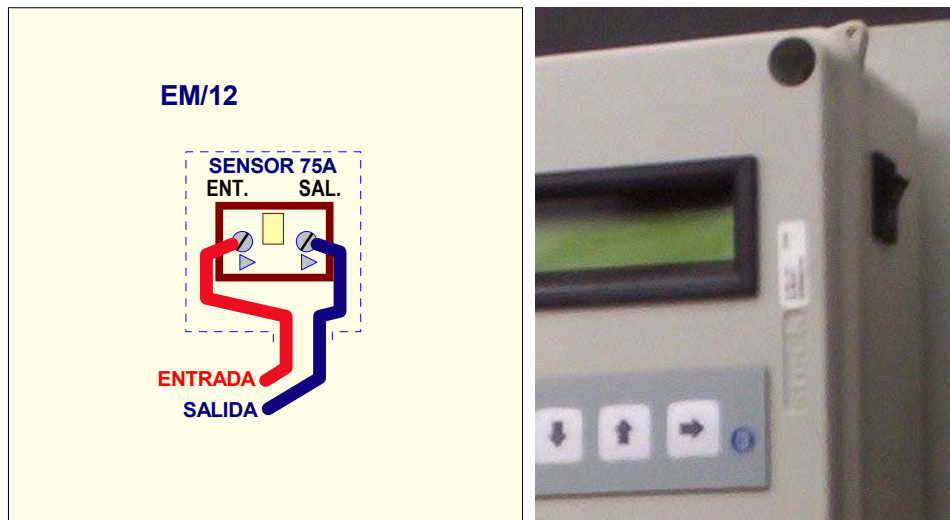 EM/12
SENSOR 75A
ENT. SAL.
ENTRADA
SALIDA